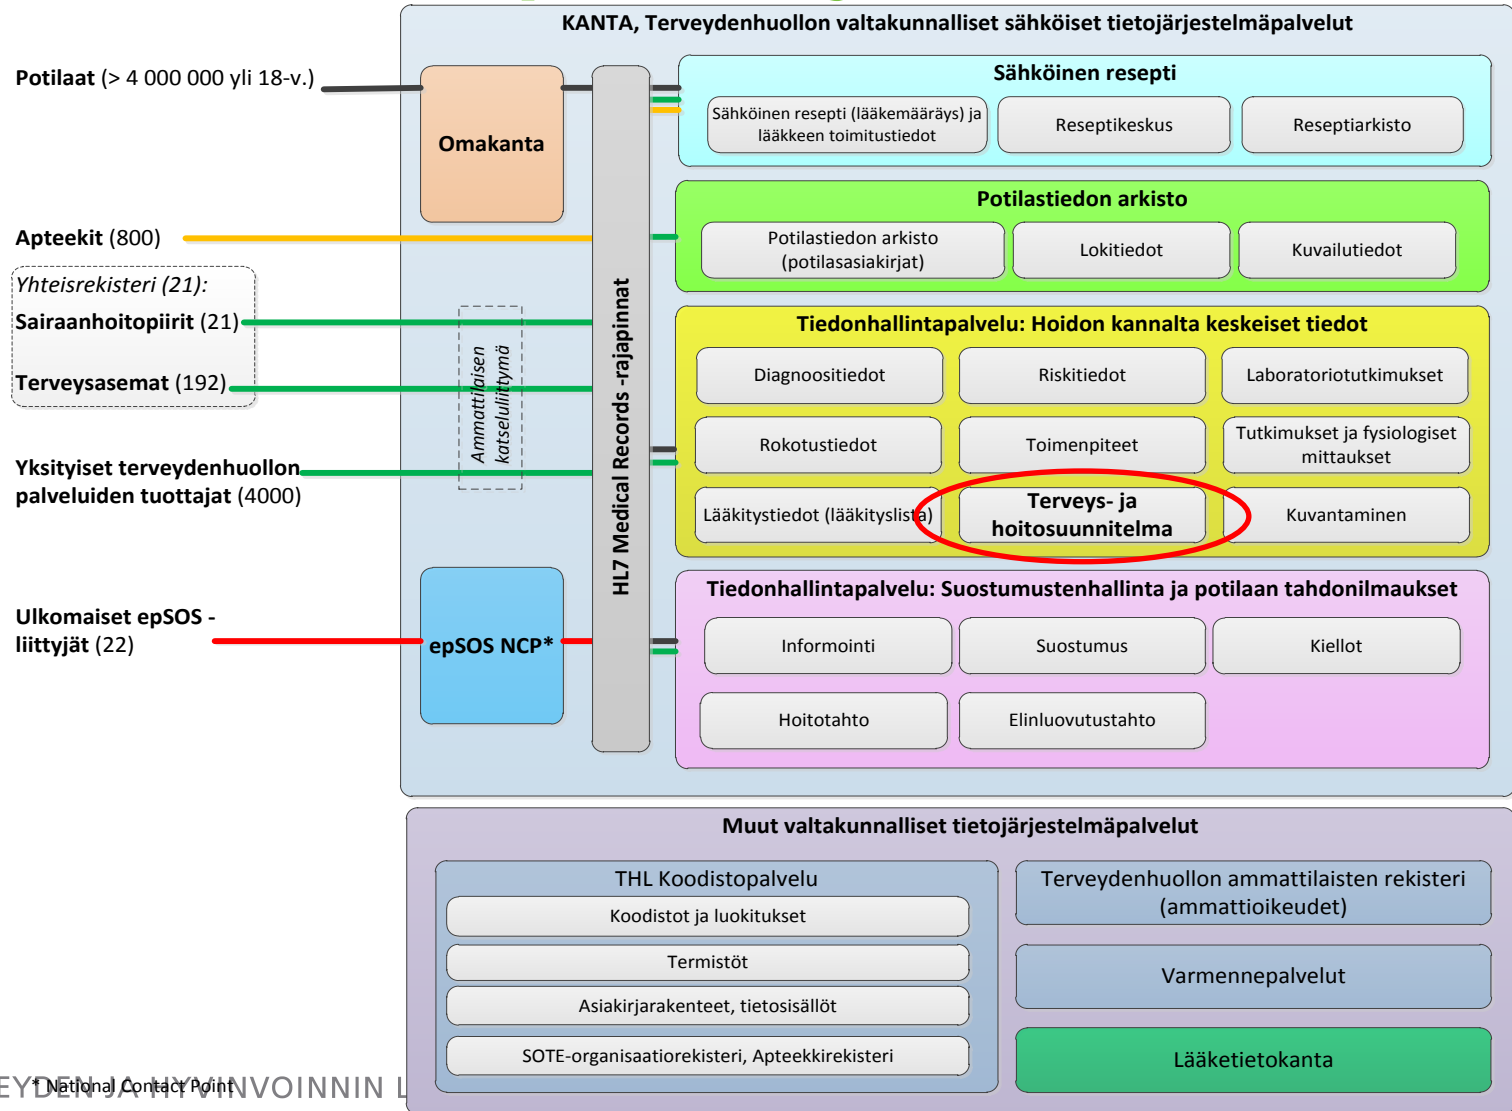 KANTA, Terveydenhuollon valtakunnalliset sähköiset tietojärjestelmäpalvelut
Potilaat (> 4 000 000 yli 18-v.)
Omakanta
Sähköinen resepti
Sähköinen resepti (lääkemääräys) ja
lääkkeen toimitustiedot
Reseptikeskus
Reseptiarkisto
Apteekit (800)
Potilastiedon arkisto
Potilastiedon arkisto
(potilasasiakirjat)
Lokitiedot
Kuvailutiedot
Yhteisrekisteri (21):
Sairaanhoitopiirit (21)
Terveysasemat (192)
Yksityiset terveydenhuollon
palveluiden tuottajat (4000)
Ammattilaisen
katseluliittymä
HL7 Medical Records -rajapinnat
Tiedonhallintapalvelu: Hoidon kannalta keskeiset tiedot
Diagnoositiedot
Riskitiedot
Laboratoriotutkimukset
Rokotustiedot
Toimenpiteet
Tutkimukset ja fysiologiset
mittaukset
Lääkitystiedot (lääkityslista)
Terveys- ja
hoitosuunnitelma
Kuvantaminen
Ulkomaiset epSOS -
liittyjät (22)
epSOS NCP*
Tiedonhallintapalvelu: Suostumustenhallinta ja potilaan tahdonilmaukset
Informointi
Suostumus
Kiellot
Hoitotahto
Elinluovutustahto
Muut valtakunnalliset tietojärjestelmäpalvelut
THL Koodistopalvelu
Koodistot ja luokitukset
Termistöt
Asiakirjarakenteet, tietosisällöt
SOTE-organisaatiorekisteri, Apteekkirekisteri
Terveydenhuollon ammattilaisten rekisteri
(ammattioikeudet)
Varmennepalvelut
Lääketietokanta
* National Contact Point
EYDEN JA HYVINVOINNIN L